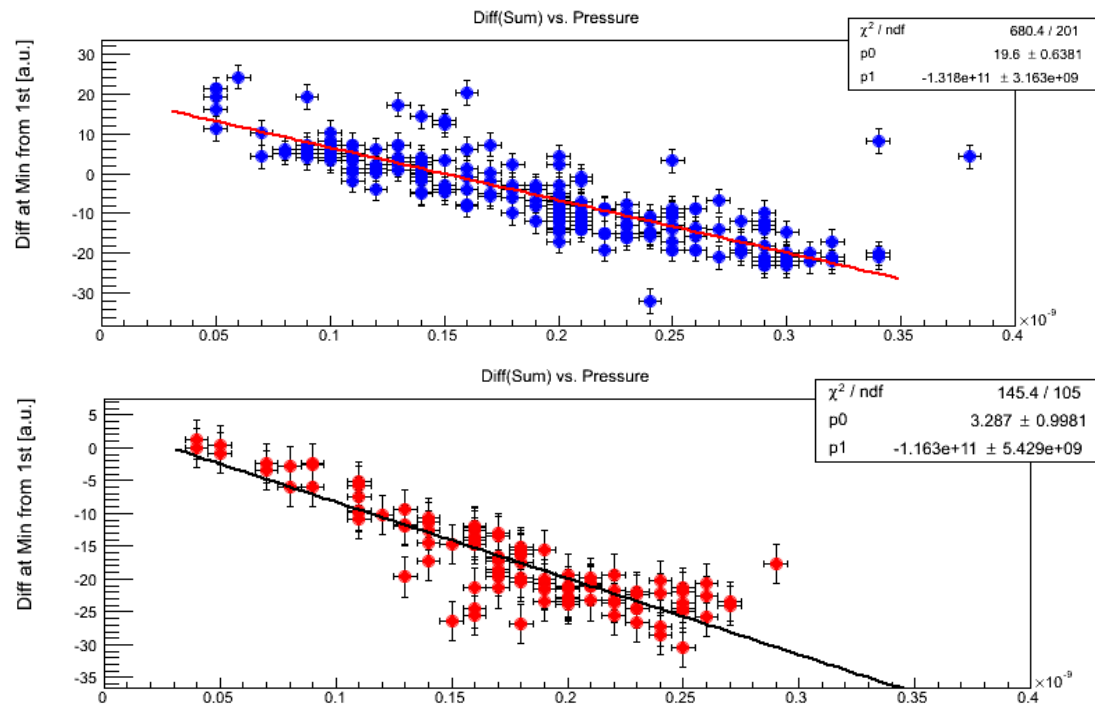 Diff(Sum) vs. Pressure
χ² / ndf 680.4 / 201
p0 19.6 ± 0.6381
p1 -1.318e+11 ± 3.163e+09
Diff at Min from 1st [a.u.]
30
20
10
0
-10
-20
-30
0 0.05 0.1 0.15 0.2 0.25 0.3 0.35 0.4
×10⁻⁹
Diff(Sum) vs. Pressure
χ² / ndf 145.4 / 105
p0 3.287 ± 0.9981
p1 -1.163e+11 ± 5.429e+09
Diff at Min from 1st [a.u.]
5
0
-5
-10
-15
-20
-25
-30
-35
0 0.05 0.1 0.15 0.2 0.25 0.3 0.35 0.4
×10⁻⁹